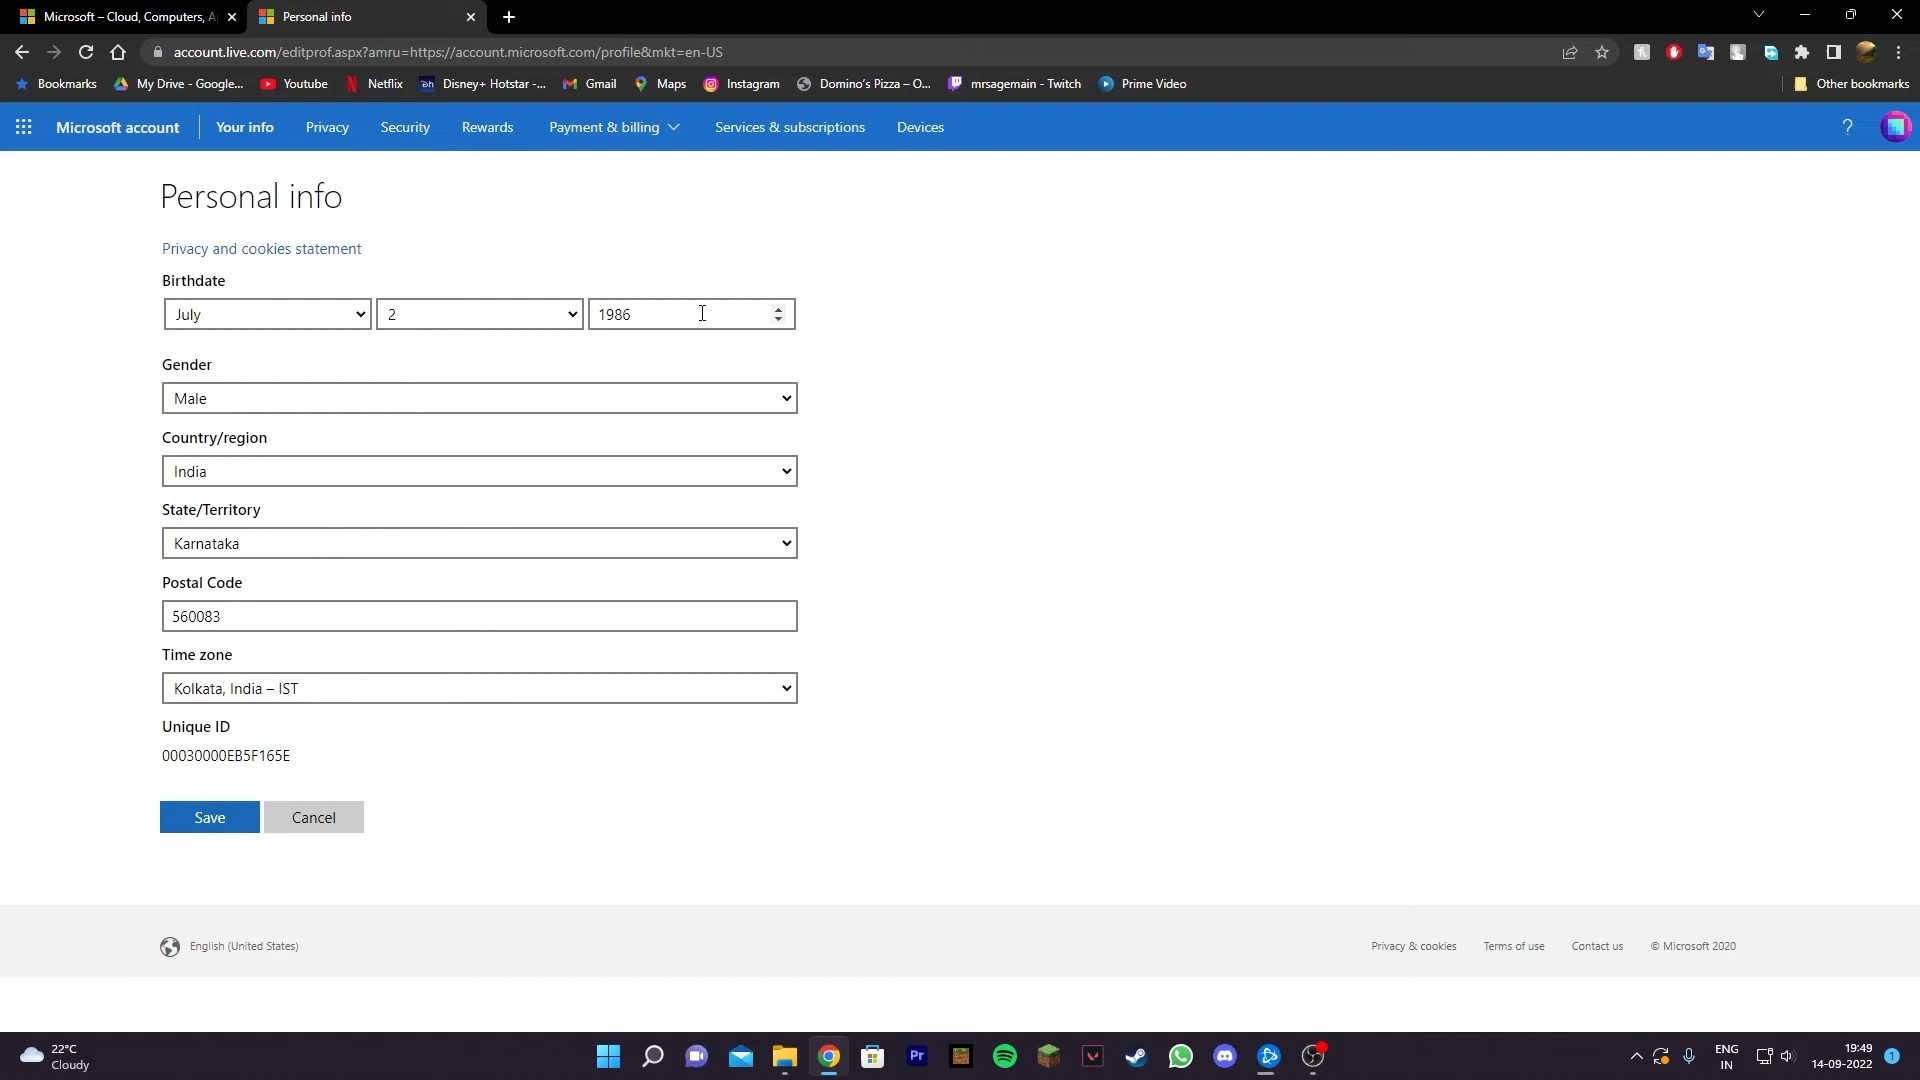 Microsoft – Cloud, Computers, A
Personal info
account.live.com/editprof.aspx?amru=https://account.microsoft.com/profile&mkt=en-US
Bookmarks
My Drive - Google...
Youtube
Netflix
Disney+ Hotstar -...
Gmail
Maps
Instagram
Domino's Pizza – O...
mrsagemain - Twitch
Prime Video
Other bookmarks
Microsoft account
Your info
Privacy
Security
Rewards
Payment & billing
Services & subscriptions
Devices
?
Personal info
Privacy and cookies statement
Birthdate
July
2
1986
Gender
Male
Country/region
India
State/Territory
Karnataka
Postal Code
560083
Time zone
Kolkata, India – IST
Unique ID
00030000EB5F165E
Save
Cancel
English (United States)
Privacy & cookies
Terms of use
Contact us
© Microsoft 2020
22°C
Cloudy
Pr
ENG
IN
19:49
14-09-2022
1